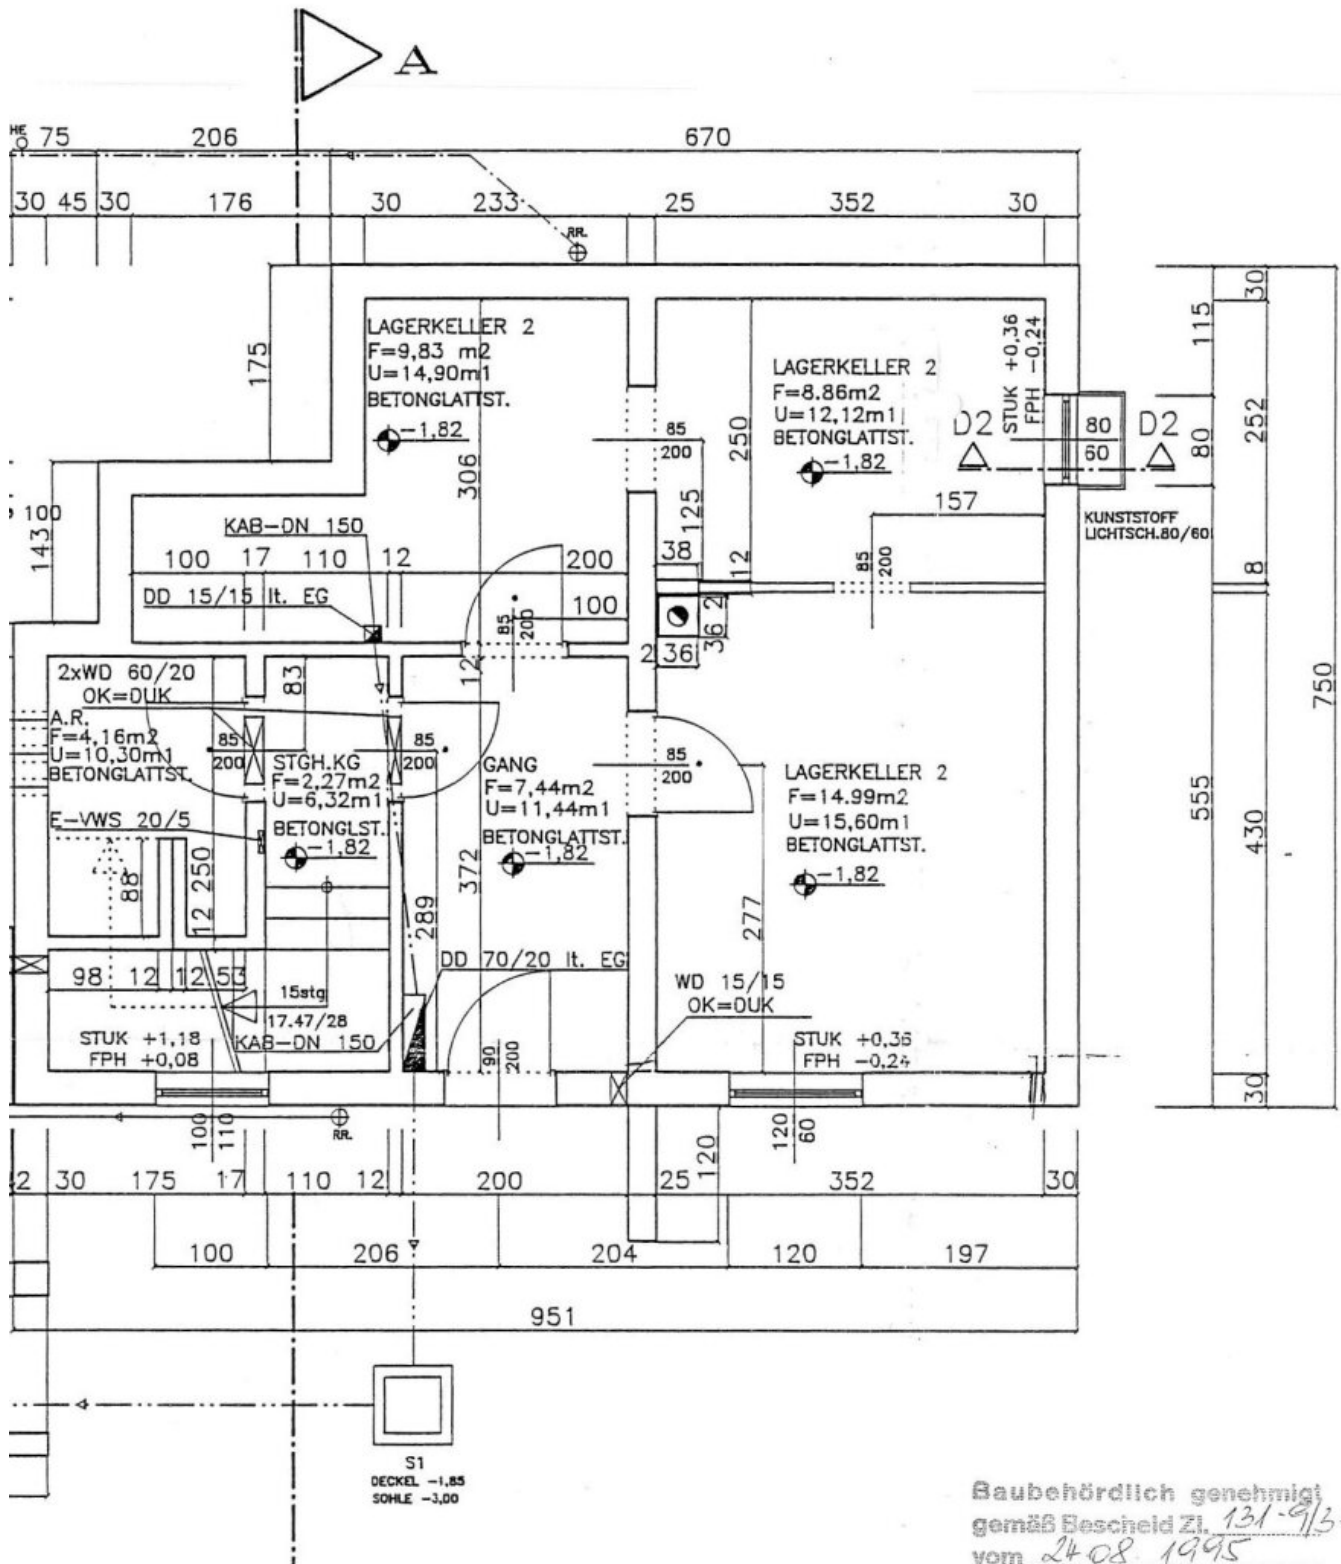 A
HE 75 206 670
30 45 30 176 30 233 25 352 30
RR.
LAGERKELLER 2
F=9,83 m2
U=14,90m1
BETONGLATTST.
-1,82
175
306
85
200
LAGERKELLER 2
F=8.86m2
U=12,12m1
BETONGLATTST.
-1,82
250
125
STUK +0,36
FPH -0,24
D2
80
60
D2
157
KUNSTSTOFF
LICHTSCH.80/60
30
115
252
80
8
750
555
430
30
100
143
KAB-DN 150
100 17 110 12 200
38
12
85
200
DD 15/15 lt. EG
100
85
200
36 2
2 36
12
2xWD 60/20
OK=DUK
83
A.R.
F=4,16m2
U=10,30m1
BETONGLATTST.
85
200
STGH.KG
F=2,27m2
U=6,32m1
BETONGLST.
-1,82
85
200
GANG
F=7,44m2
U=11,44m1
BETONGLATTST.
-1,82
85
200
LAGERKELLER 2
F=14.99m2
U=15,60m1
BETONGLATTST.
-1,82
E-VWS 20/5
88
12 250
289
372
277
DD 70/20 lt. EG
WD 15/15
OK=DUK
98 12 12 53
15stg
17.47/28
STUK +1,18
FPH +0,08
KAB-DN 150
90
200
STUK +0,36
FPH -0,24
RR.
100
110
120
120
60
2 30 175 17 110 12 200 25 352 30
100 206 204 120 197
951
S1
DECKEL -1,85
SOHLE -3,00
Baubehördlich genehmigt
gemäß Bescheid Zl. 131-9/3
vom 24.08.1995